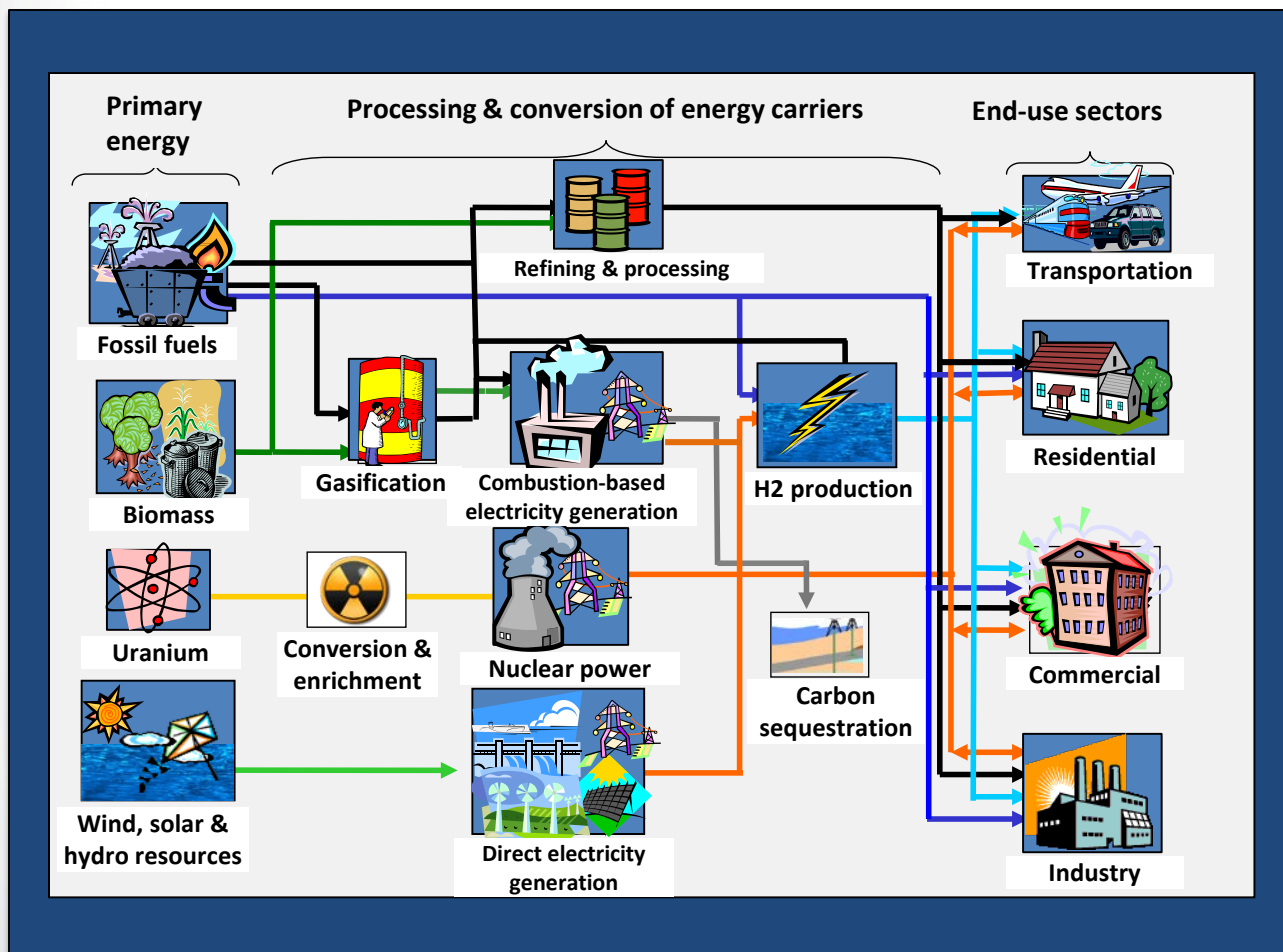 Primary
energy
Processing & conversion of energy carriers
End-use sectors
Refining & processing
Transportation
Fossil fuels
Gasification
Combustion-based
electricity generation
H2 production
Residential
Biomass
Uranium
Conversion &
enrichment
Nuclear power
Carbon
sequestration
Commercial
Wind, solar &
hydro resources
Direct electricity
generation
Industry